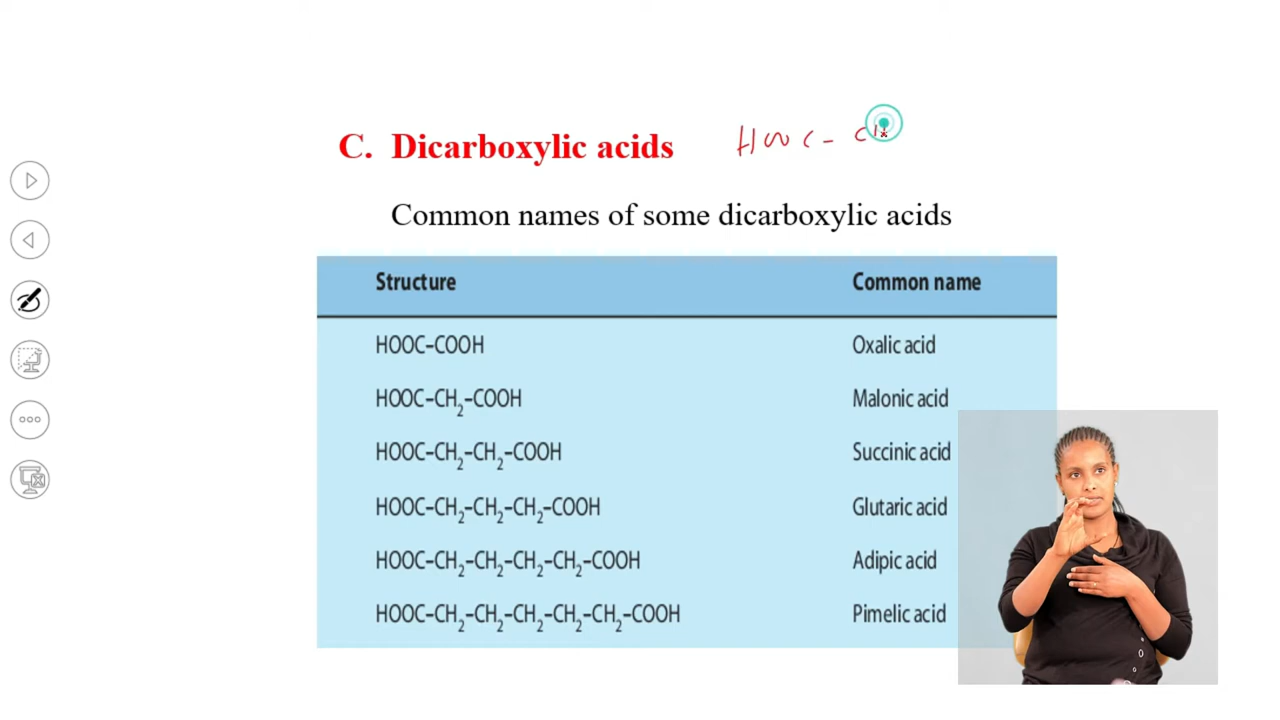 C. Dicarboxylic acids HOOC - CH
Common names of some dicarboxylic acids
Structure Common name
HOOC–COOH Oxalic acid
HOOC–CH₂–COOH Malonic acid
HOOC–CH₂–CH₂–COOH Succinic acid
HOOC–CH₂–CH₂–CH₂–COOH Glutaric acid
HOOC–CH₂–CH₂–CH₂–CH₂–COOH Adipic acid
HOOC–CH₂–CH₂–CH₂–CH₂–CH₂–COOH Pimelic acid